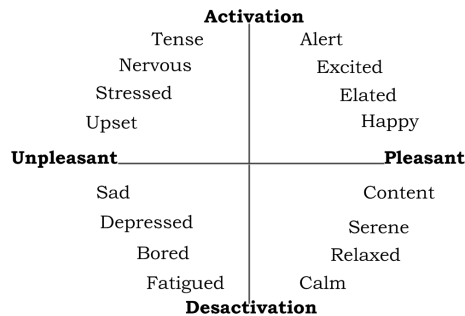 Activation
Tense Alert
Nervous Excited
Stressed Elated
Upset Happy
Unpleasant Pleasant
Sad Content
Depressed Serene
Bored Relaxed
Fatigued Calm
Desactivation